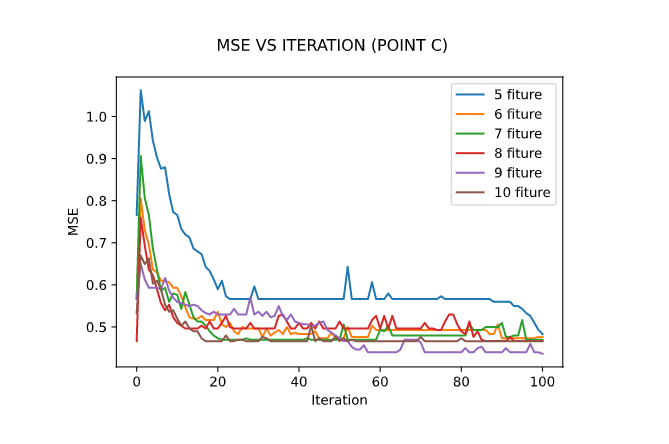 MSE VS ITERATION (POINT C)
5 fiture
6 fiture
7 fiture
8 fiture
9 fiture
10 fiture
1.0
0.9
0.8
0.7
0.6
0.5
MSE
0 20 40 60 80 100
Iteration